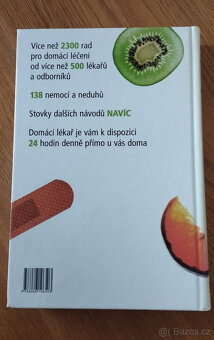 Více než 2300 rad
pro domácí léčení
od více než 500 lékařů
a odborníků
138 nemocí a neduhů
Stovky dalších návodů NAVÍC
Domácí lékař je vám k dispozici
24 hodin denně přímo u vás doma
Bazoš.cz